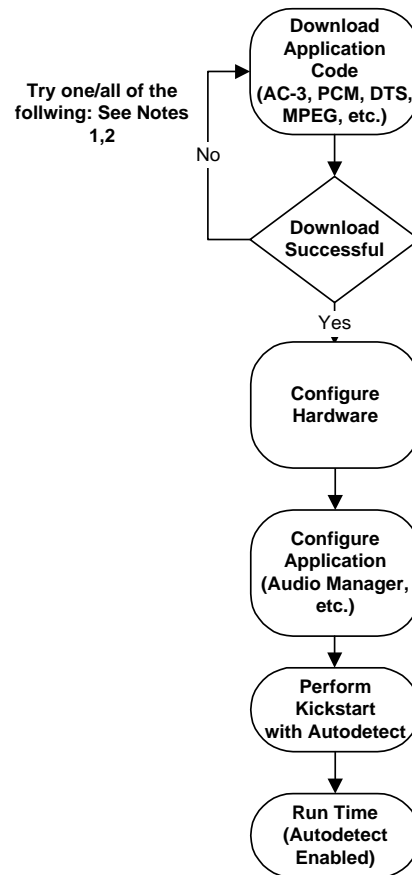 Download
Application
Code
(AC-3, PCM, DTS,
MPEG, etc.)
Try one/all of the
follwing: See Notes
1,2
No
Download
Successful
Yes
Configure
Hardware
Configure
Application
(Audio Manager,
etc.)
Perform
Kickstart
with Autodetect
Run Time
(Autodetect
Enabled)